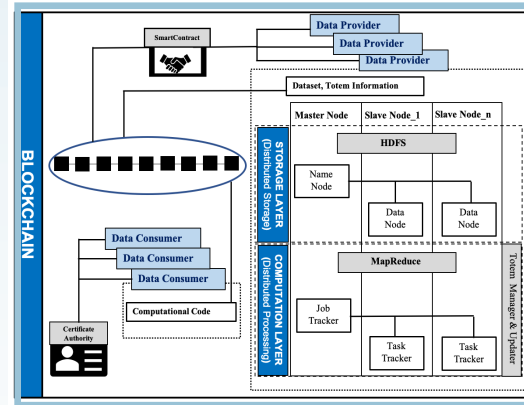 BLOCKCHAIN
SmartContract
Data Provider
Data Provider
Data Provider
Dataset, Totem Information
Master Node
Slave Node_1
Slave Node_n
STORAGE LAYER
(Distributed Storage)
HDFS
Name
Node
Data
Node
Data
Node
Data Consumer
Data Consumer
Data Consumer
Computational Code
Certificate
Authority
COMPUTATION LAYER
(Distributed Processing)
MapReduce
Job
Tracker
Task
Tracker
Task
Tracker
Totem Manager & Updater